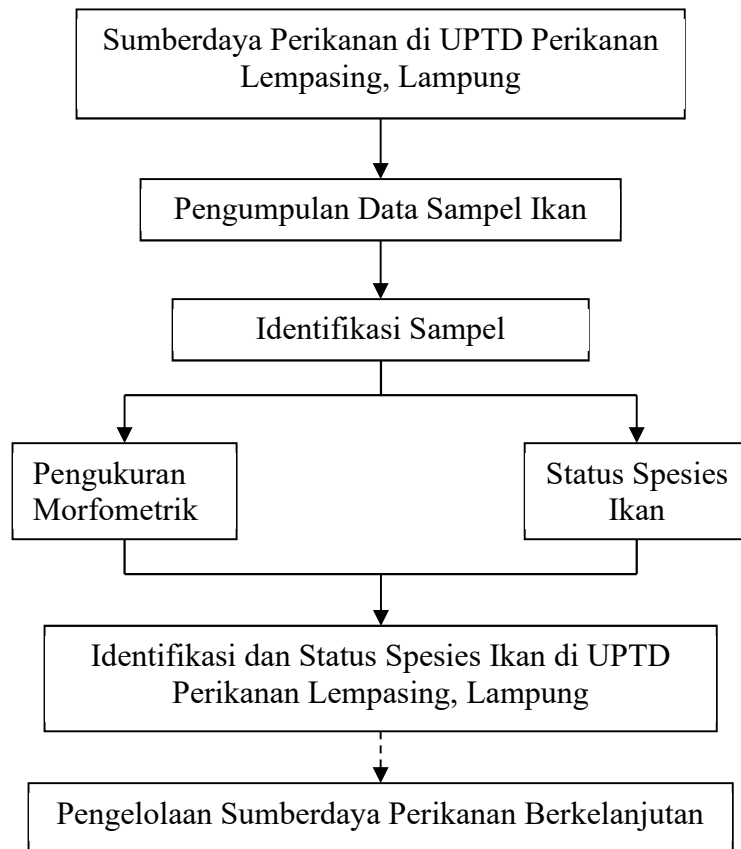 Sumberdaya Perikanan di UPTD Perikanan
Lempasing, Lampung
Pengumpulan Data Sampel Ikan
Identifikasi Sampel
Pengukuran
Morfometrik
Status Spesies
Ikan
Identifikasi dan Status Spesies Ikan di UPTD
Perikanan Lempasing, Lampung
Pengelolaan Sumberdaya Perikanan Berkelanjutan